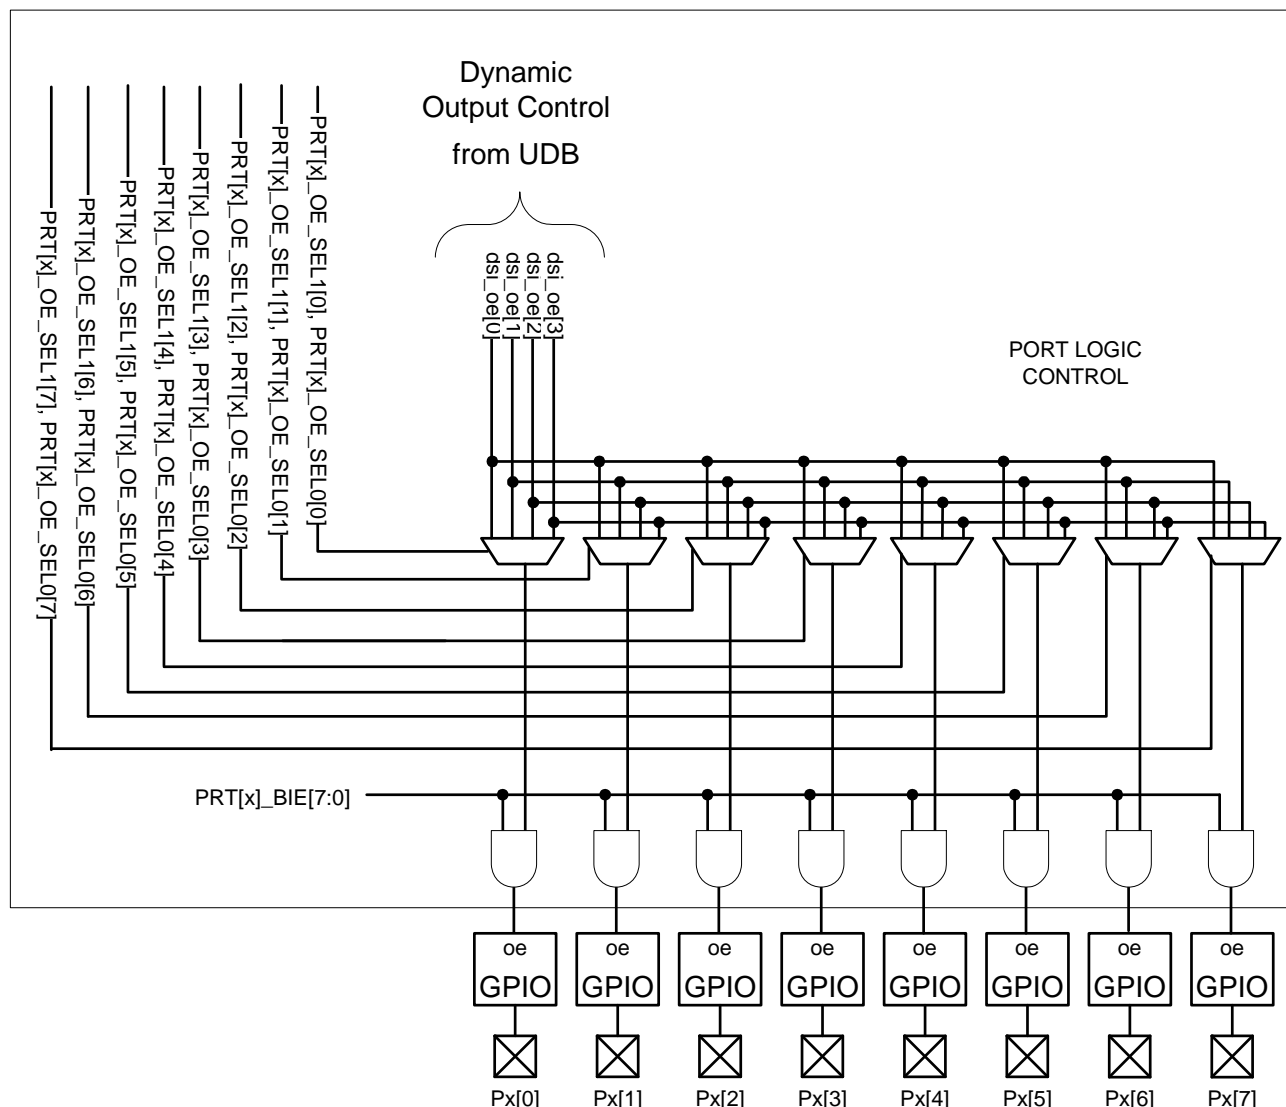 Dynamic
Output Control
from UDB
PRT[x]_OE_SEL1[7], PRT[x]_OE_SEL0[7]
PRT[x]_OE_SEL1[6], PRT[x]_OE_SEL0[6]
PRT[x]_OE_SEL1[5], PRT[x]_OE_SEL0[5]
PRT[x]_OE_SEL1[4], PRT[x]_OE_SEL0[4]
PRT[x]_OE_SEL1[3], PRT[x]_OE_SEL0[3]
PRT[x]_OE_SEL1[2], PRT[x]_OE_SEL0[2]
PRT[x]_OE_SEL1[1], PRT[x]_OE_SEL0[1]
PRT[x]_OE_SEL1[0], PRT[x]_OE_SEL0[0]
dsi_oe[0]
dsi_oe[1]
dsi_oe[2]
dsi_oe[3]
PORT LOGIC
CONTROL
PRT[x]_BIE[7:0]
oe oe oe oe oe oe oe oe
GPIO GPIO GPIO GPIO GPIO GPIO GPIO GPIO
Px[0] Px[1] Px[2] Px[3] Px[4] Px[5] Px[6] Px[7]